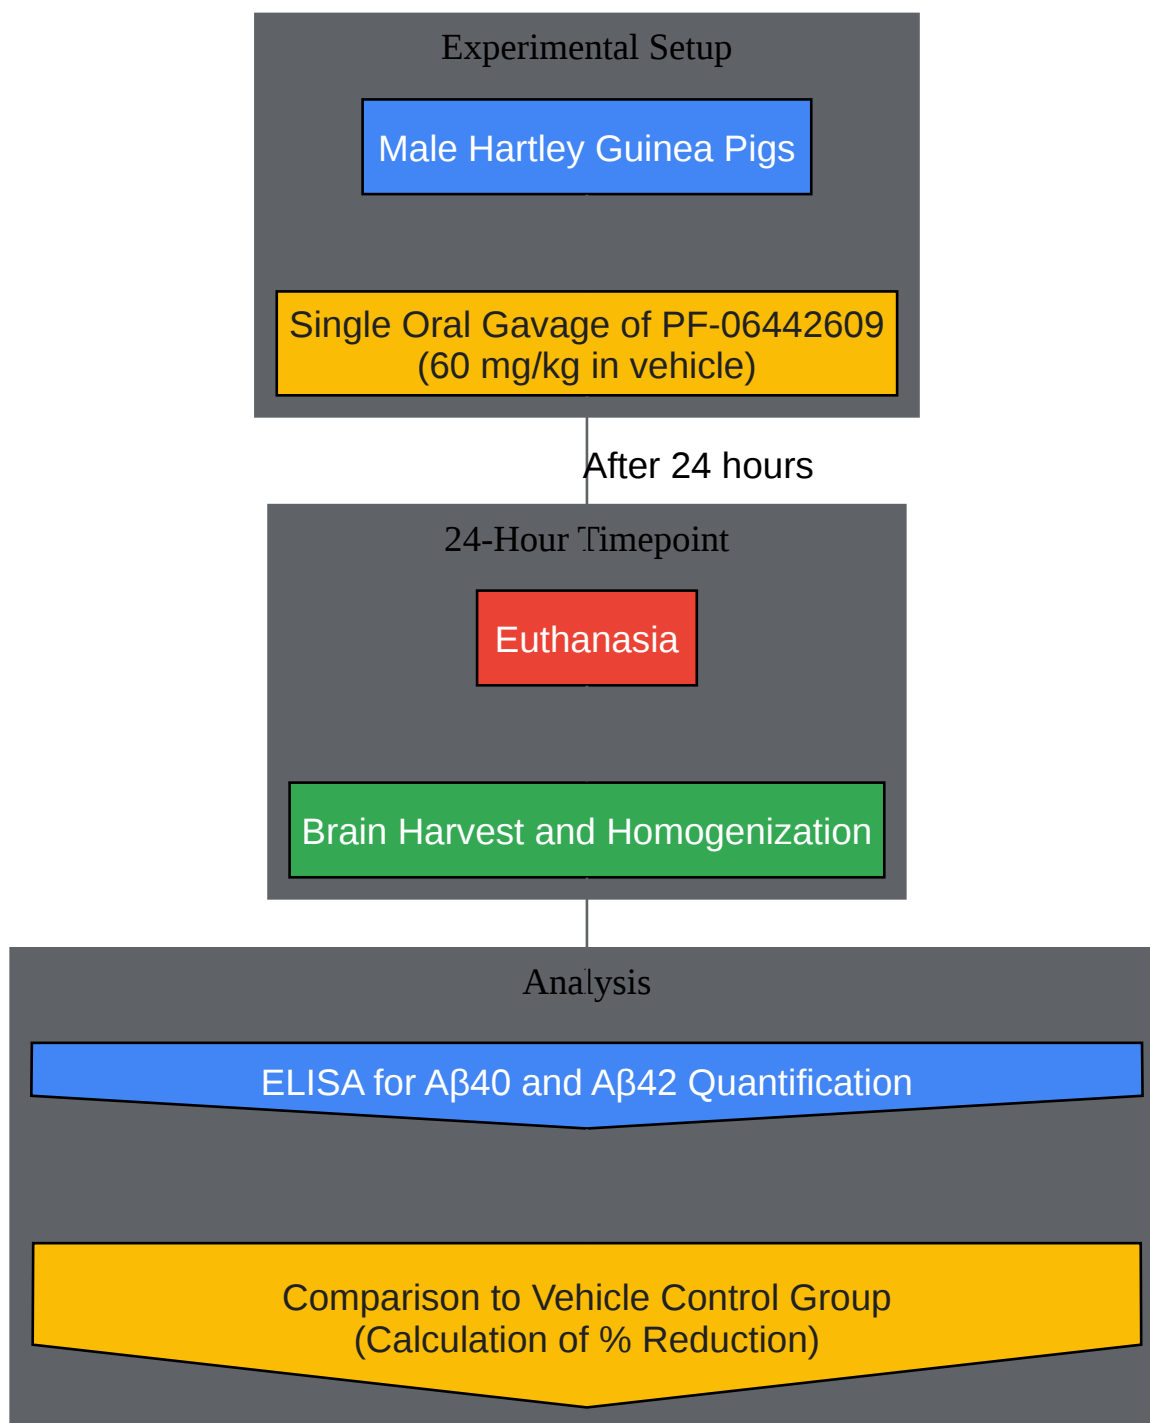 Experimental Setup
Male Hartley Guinea Pigs
Single Oral Gavage of PF-06442609
(60 mg/kg in vehicle)
After 24 hours
24-Hour Timepoint
Euthanasia
Brain Harvest and Homogenization
Analysis
ELISA for Aβ40 and Aβ42 Quantification
Comparison to Vehicle Control Group
(Calculation of % Reduction)